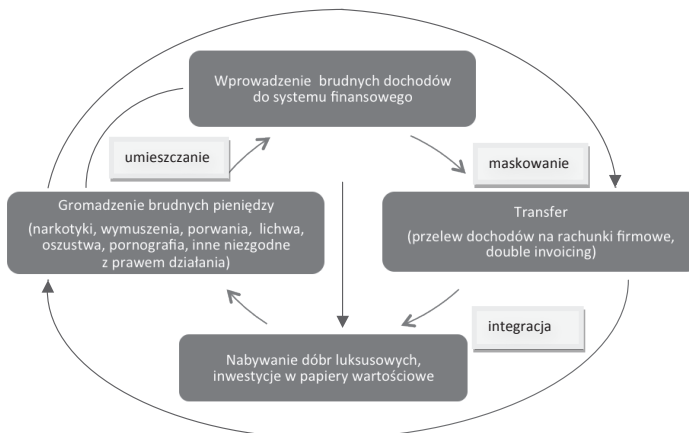 Wprowadzenie brudnych dochodów
do systemu finansowego
umieszczanie
maskowanie
Gromadzenie brudnych pieniędzy
(narkotyki, wymuszenia, porwania, lichwa,
oszustwa, pornografia, inne niezgodne
z prawem działania)
Transfer
(przelew dochodów na rachunki firmowe,
double invoicing)
integracja
Nabywanie dóbr luksusowych,
inwestycje w papiery wartościowe